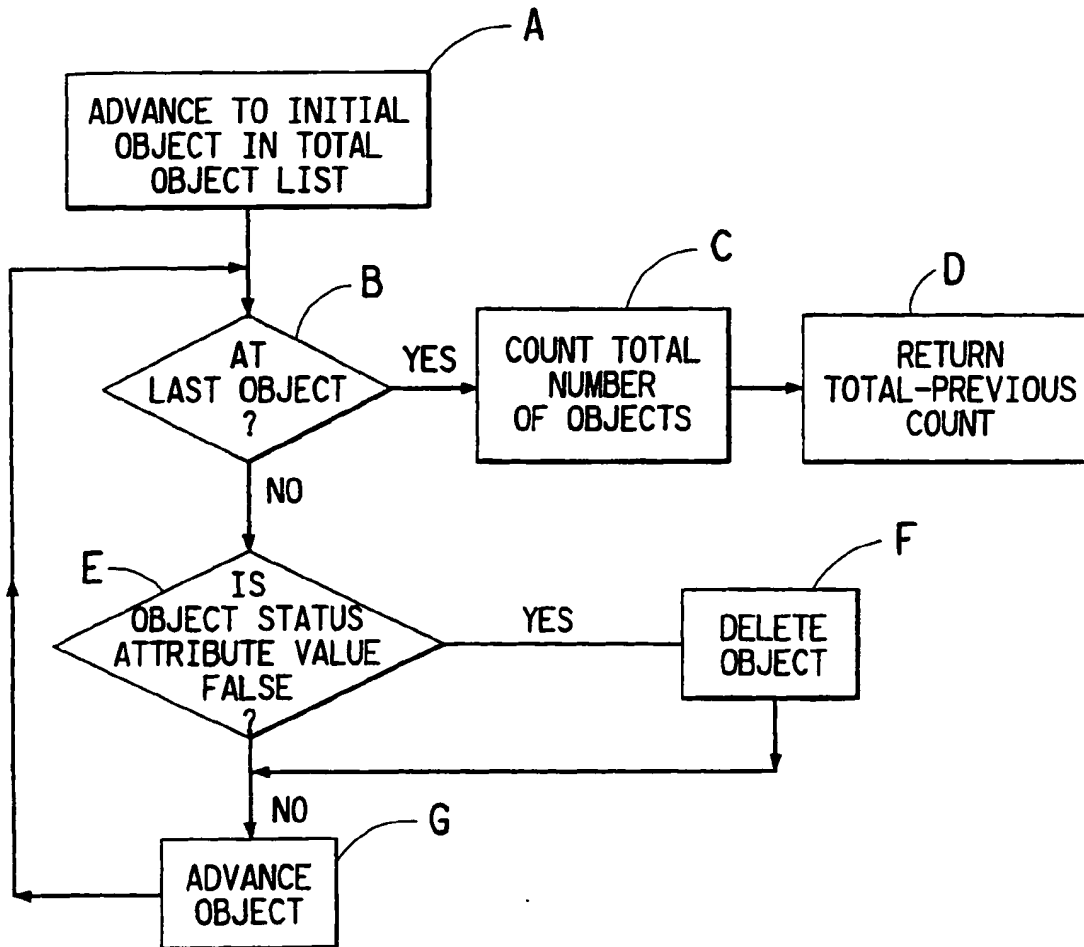 A
ADVANCE TO INITIAL
OBJECT IN TOTAL
OBJECT LIST
B
AT
LAST OBJECT
?
YES
C
COUNT TOTAL
NUMBER
OF OBJECTS
D
RETURN
TOTAL-PREVIOUS
COUNT
NO
E
IS
OBJECT STATUS
ATTRIBUTE VALUE
FALSE
?
YES
F
DELETE
OBJECT
NO
G
ADVANCE
OBJECT